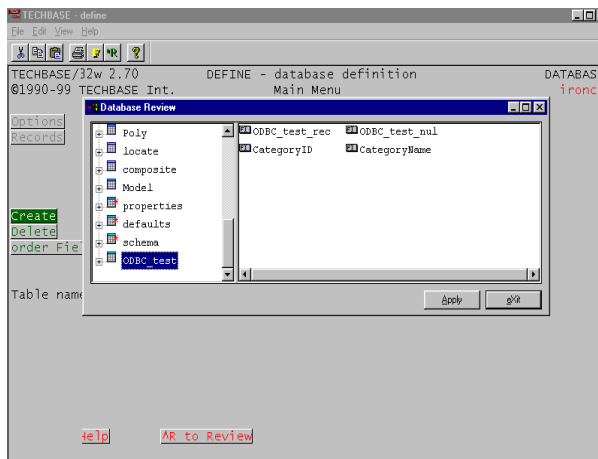 TECHBASE - define
File Edit View Help
TECHBASE/32w 2.70 DEFINE - database definition DATABAS
©1990-99 TECHBASE Int. Main Menu ironc
Database Review
Options
Records
Poly
locate
composite
Model
properties
defaults
schema
ODBC_test
ODBC_test_rec ODBC_test_nul
CategoryID CategoryName
Create
Delete
order Fie
Table name
Apply eXit
Help ^R to Review